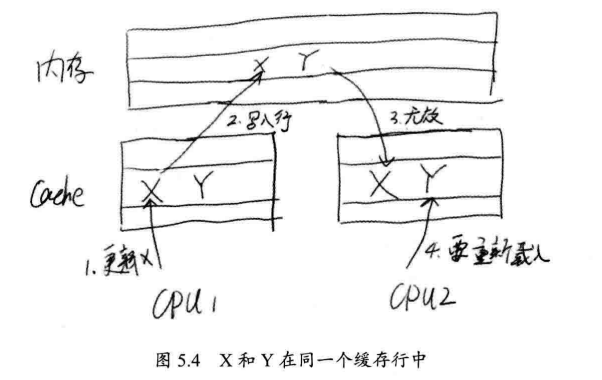 内存
X Y
2.写入行
3.无效
Cache
X Y
X Y
1.更新X
4.要重新载入
CPU1
CPU2
图 5.4 X 和 Y 在同一个缓存行中